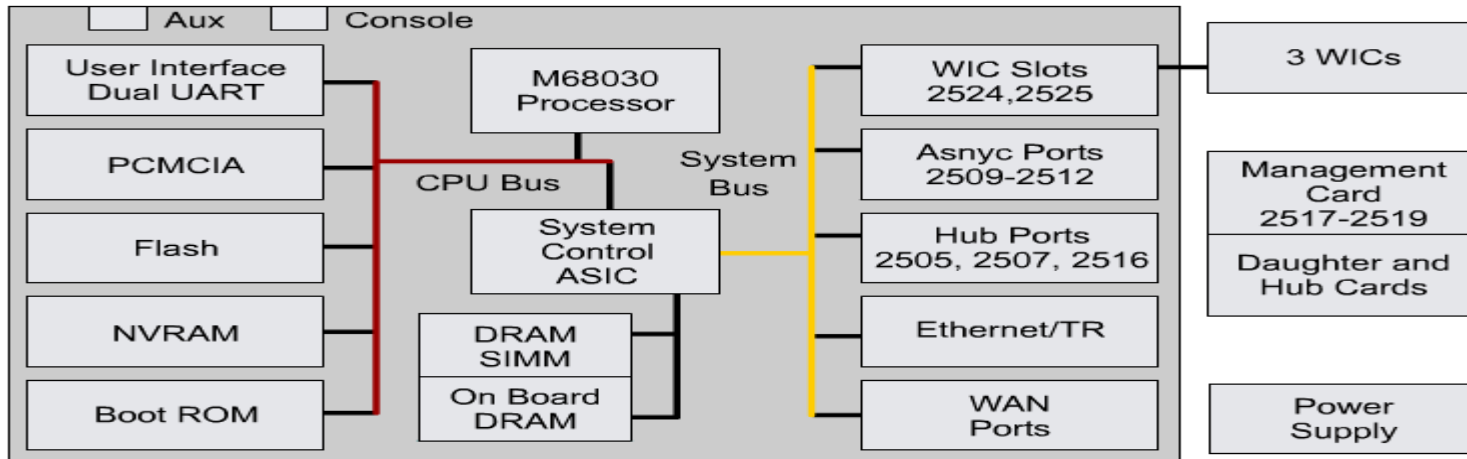 Aux
Console
User Interface
Dual UART
PCMCIA
Flash
NVRAM
Boot ROM
M68030
Processor
CPU Bus
System
Control
ASIC
DRAM
SIMM
On Board
DRAM
System
Bus
WIC Slots
2524,2525
Asnyc Ports
2509-2512
Hub Ports
2505, 2507, 2516
Ethernet/TR
WAN
Ports
3 WICs
Management
Card
2517-2519
Daughter and
Hub Cards
Power
Supply